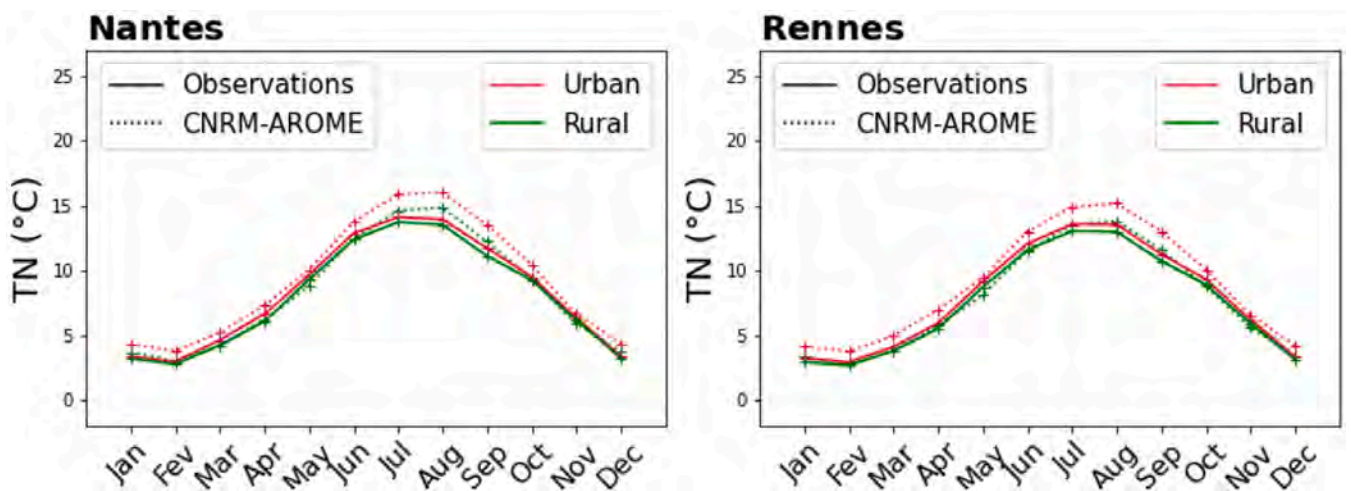 Nantes
25
20
15
10
5
0
TN (°C)
Observations
CNRM-AROME
Urban
Rural
Jan
Fev
Mar
Apr
May
Jun
Jul
Aug
Sep
Oct
Nov
Dec
Rennes
25
20
15
10
5
0
TN (°C)
Observations
CNRM-AROME
Urban
Rural
Jan
Fev
Mar
Apr
May
Jun
Jul
Aug
Sep
Oct
Nov
Dec